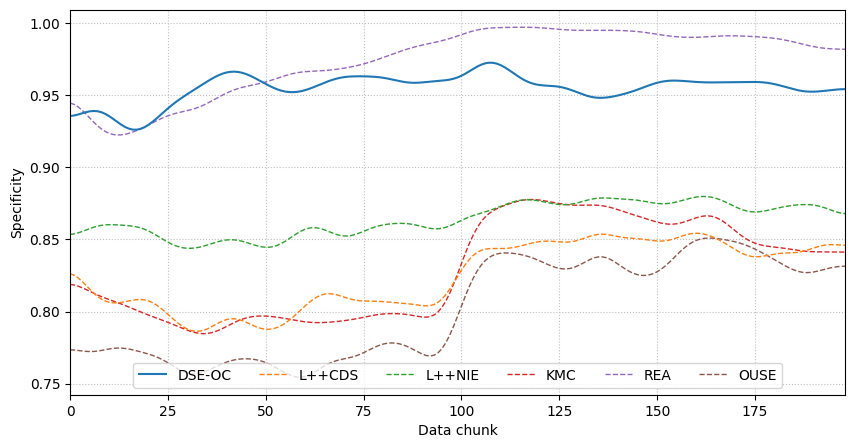 1.00
0.95
0.90
0.85
0.80
0.75
Specificity
DSE-OC L++CDS L++NIE KMC REA OUSE
0 25 50 75 100 125 150 175
Data chunk